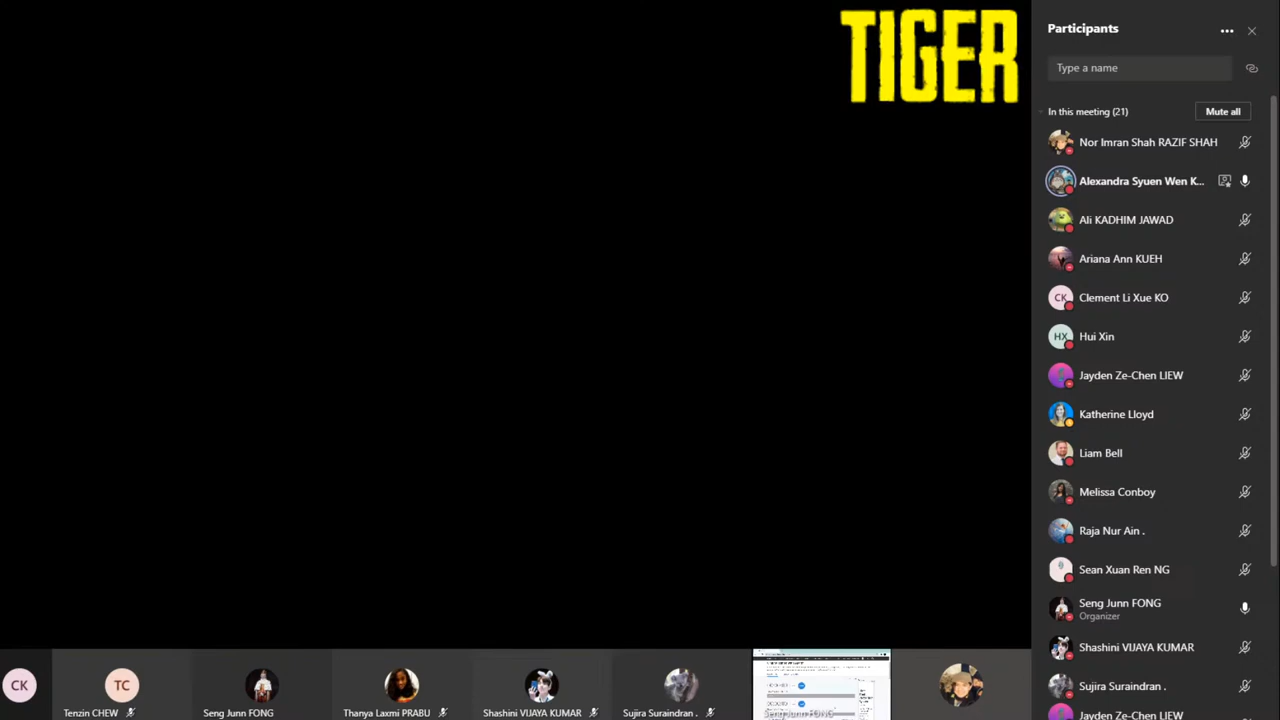 TIGER
Participants
Type a name
In this meeting (21)
Mute all
Nor Imran Shah RAZIF SHAH
Alexandra Syuen Wen K...
Ali KADHIM JAWAD
Ariana Ann KUEH
CK
Clement Li Xue KO
HX
Hui Xin
Jayden Ze-Chen LIEW
Katherine Lloyd
Liam Bell
Melissa Conboy
Raja Nur Ain .
Sean Xuan Ren NG
Seng Junn FONG
Organizer
Shashini VIJAYA KUMAR
Sujira Suraindran .
Jayden Ze-Chen LIEW
CK
TC
Tenzin CHEW
Seng Junn FONG
Thanya Laxmi PRABU
Shashini VIJAYA KUMAR
Sujira Suraindran .
Seng Junn FONG